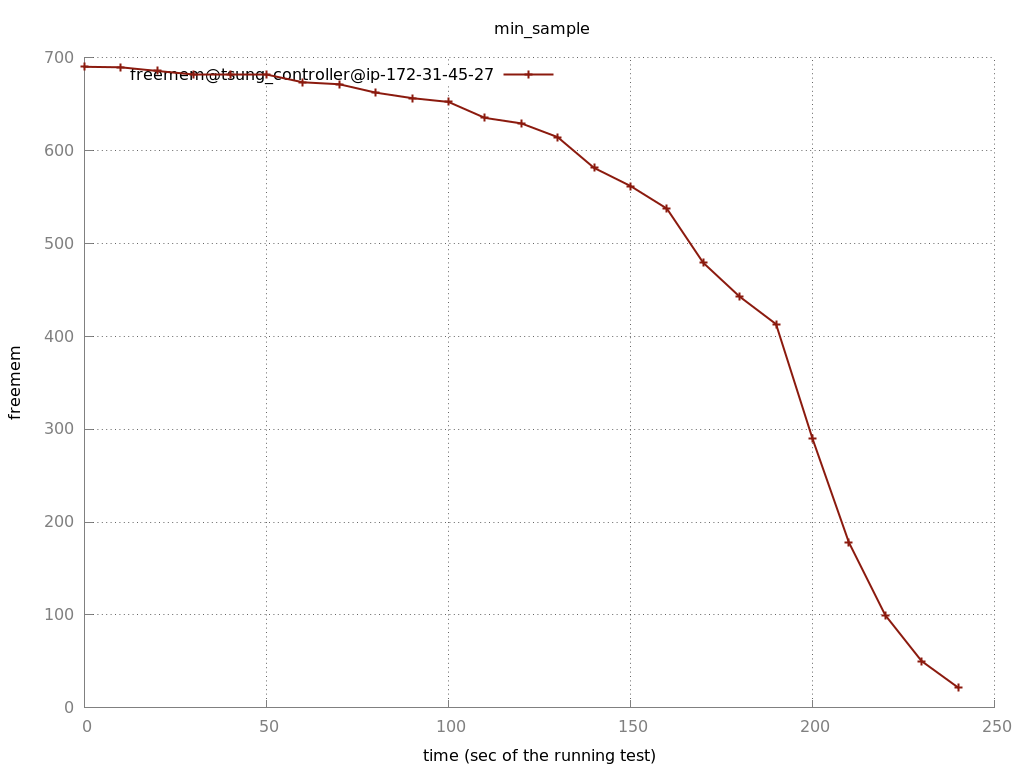 min_sample
700
freemem@tsung_controller@ip-172-31-45-27
600
500
400
300
200
100
0
freemem
0 50 100 150 200 250
time (sec of the running test)